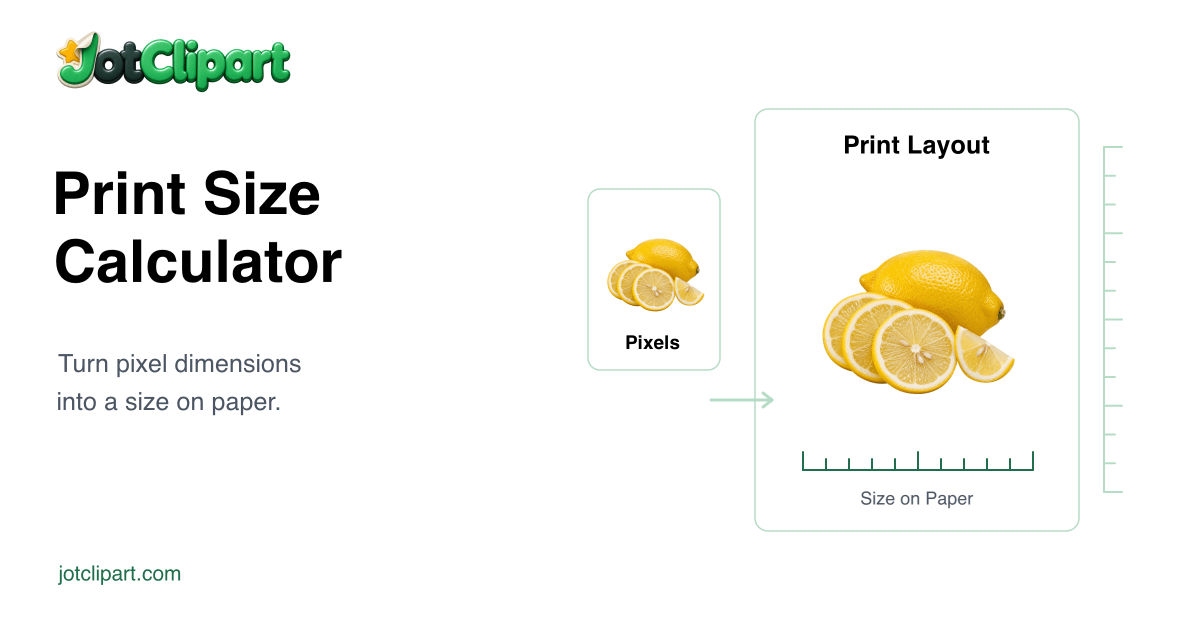 JotClipart
Print Size
Calculator
Turn pixel dimensions
into a size on paper.
jotclipart.com
Pixels
Print Layout
Size on Paper